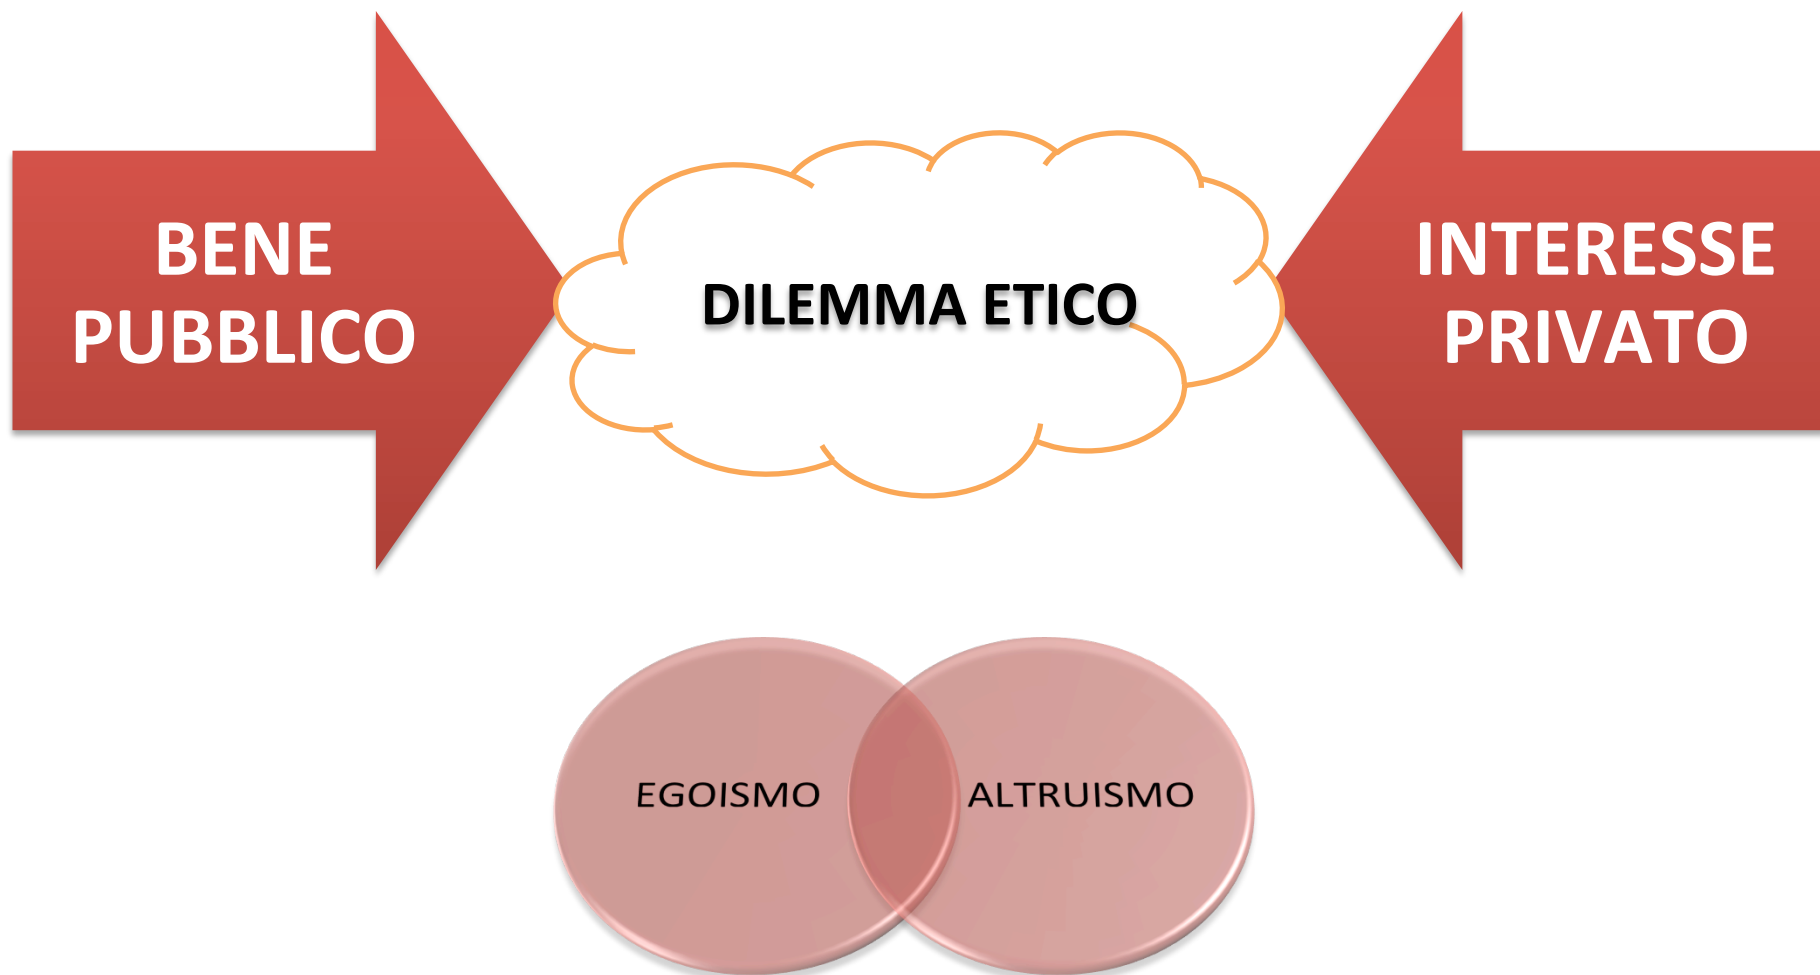 BENE
PUBBLICO
DILEMMA ETICO
INTERESSE
PRIVATO
EGOISMO
ALTRUISMO